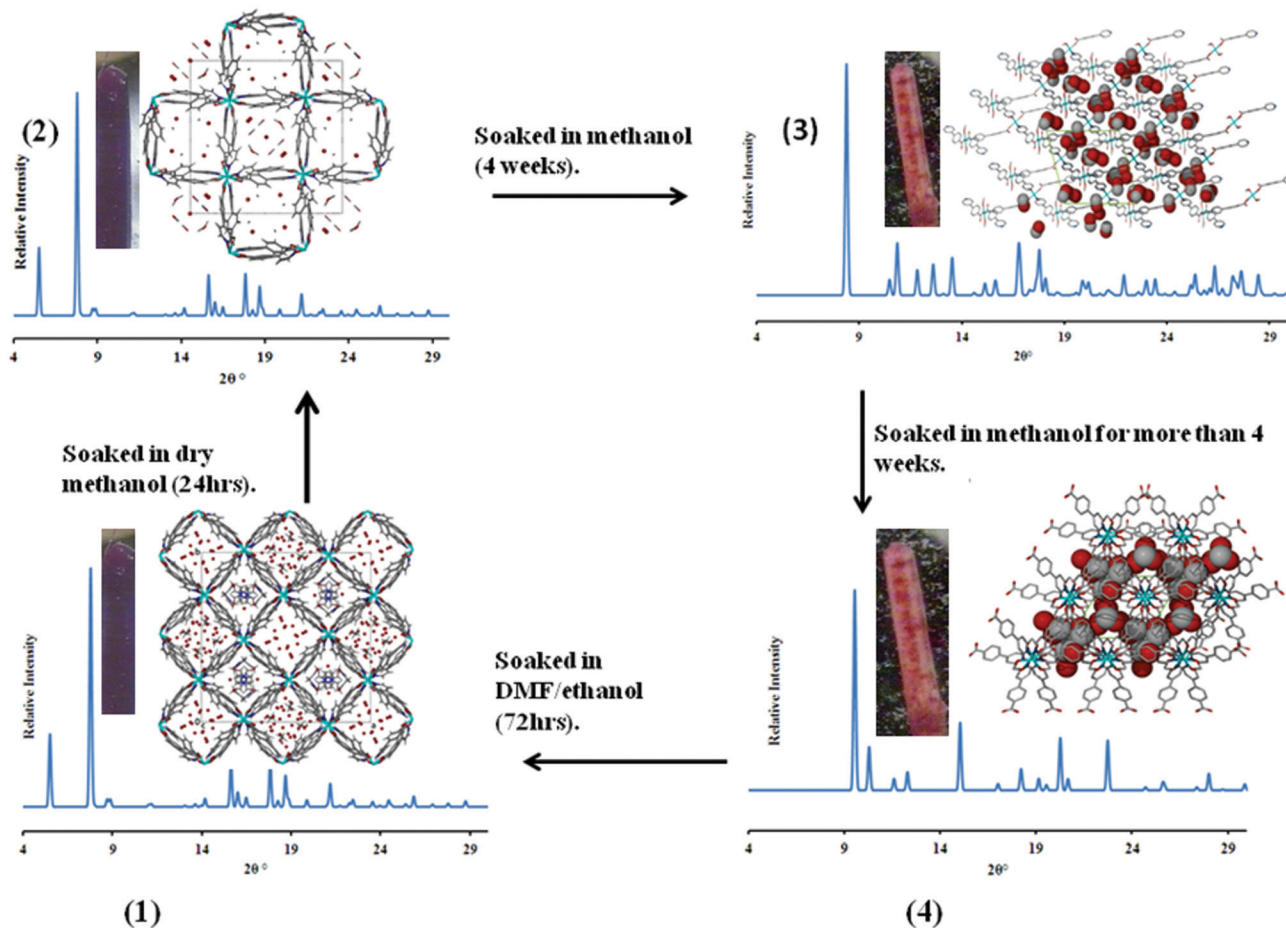 (2)
Relative Intensity
4 9 14 19 24 29
2θ °
Soaked in methanol
(4 weeks).
(3)
Relative Intensity
4 9 14 19 24 29
2θ°
Soaked in dry
methanol (24hrs).
Soaked in methanol for more than 4
weeks.
Relative Intensity
4 9 14 19 24 29
2θ °
(1)
Soaked in
DMF/ethanol
(72hrs).
Relative Intensity
4 9 14 19 24 29
2θ°
(4)